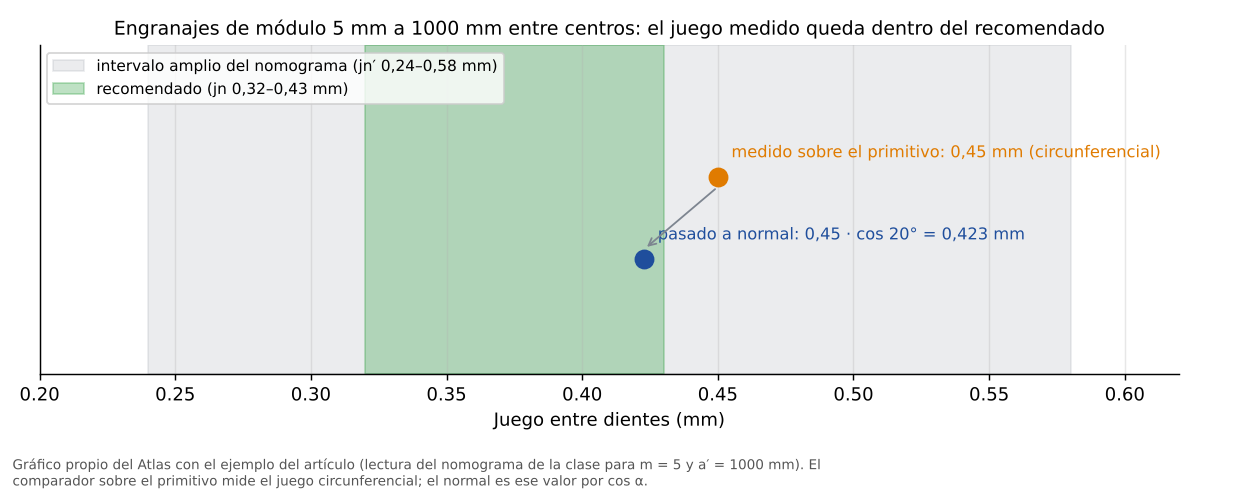 Engranajes de módulo 5 mm a 1000 mm entre centros: el juego medido queda dentro del recomendado
intervalo amplio del nomograma (jn′ 0,24–0,58 mm)
recomendado (jn 0,32–0,43 mm)
medido sobre el primitivo: 0,45 mm (circunferencial)
pasado a normal: 0,45 · cos 20° = 0,423 mm
0.20 0.25 0.30 0.35 0.40 0.45 0.50 0.55 0.60
Juego entre dientes (mm)
Gráfico propio del Atlas con el ejemplo del artículo (lectura del nomograma de la clase para m = 5 y a′ = 1000 mm). El
comparador sobre el primitivo mide el juego circunferencial; el normal es ese valor por cos α.